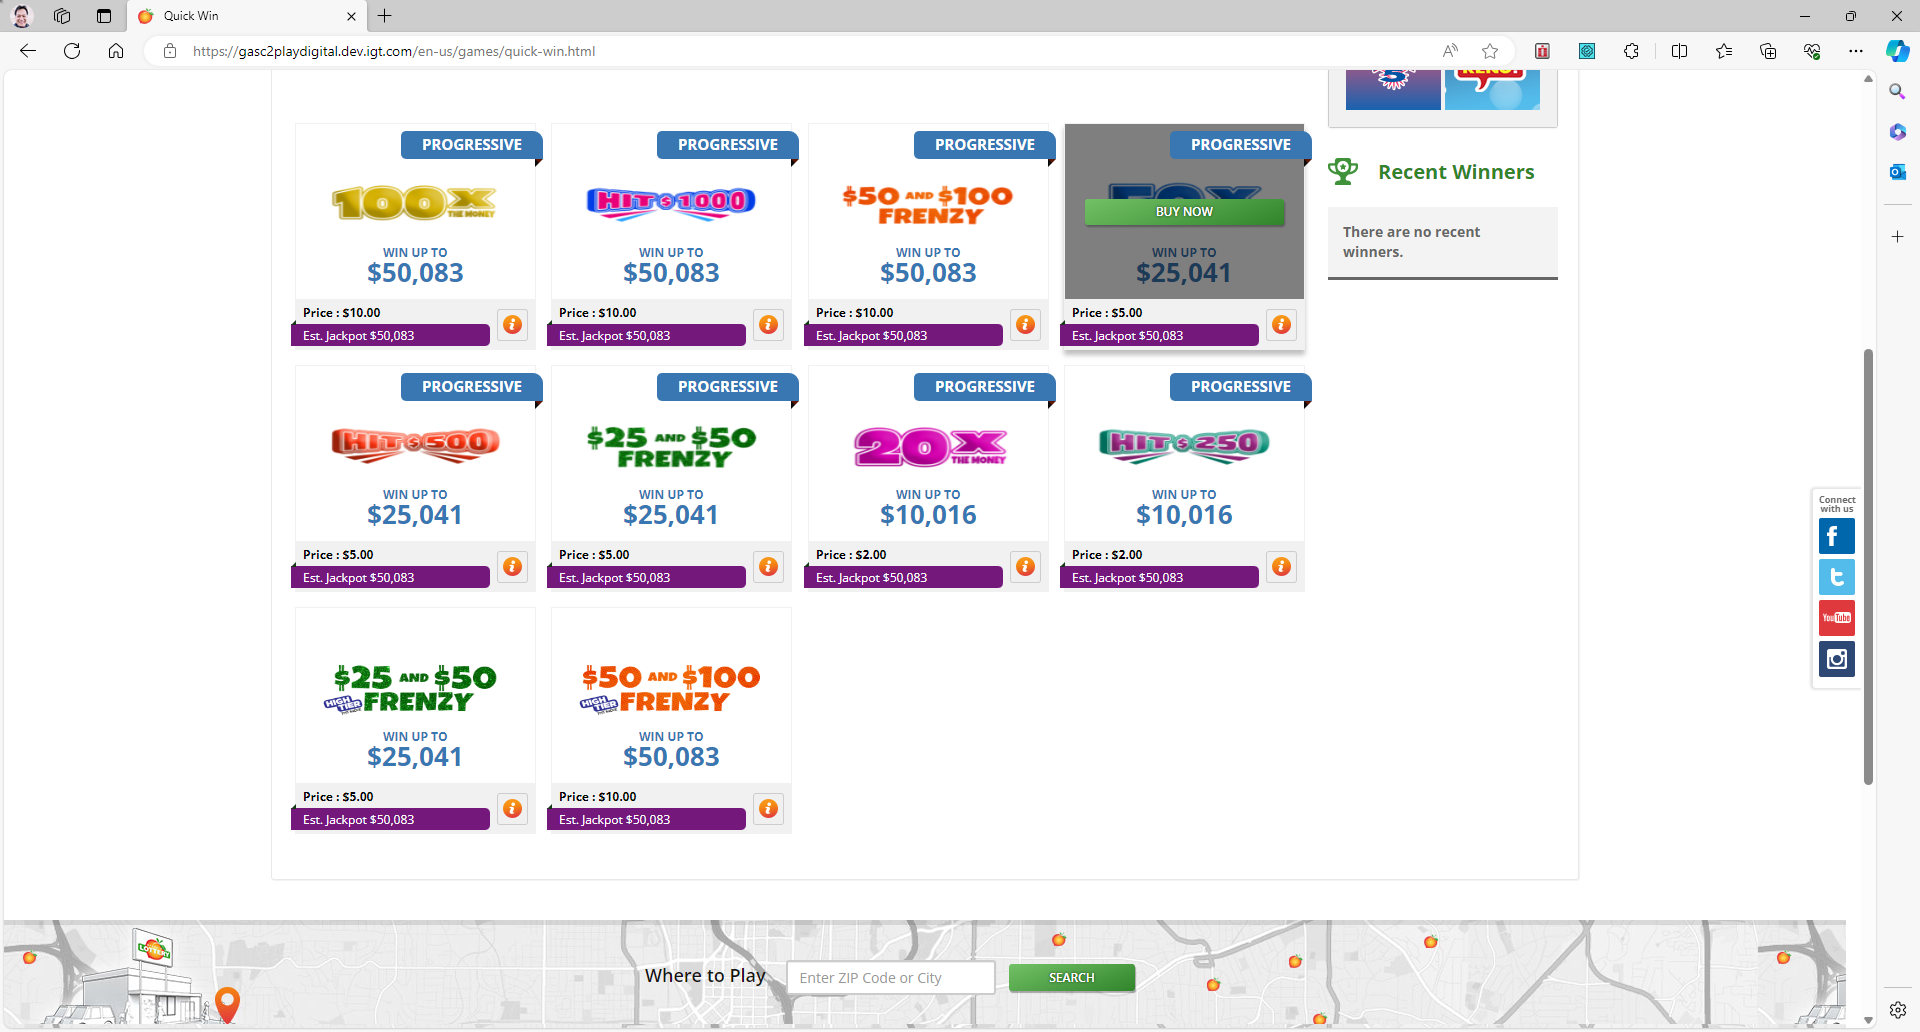 Quick Win
https://gasc2playdigital.dev.igt.com/en-us/games/quick-win.html
5
KENO!
PROGRESSIVE
PROGRESSIVE
PROGRESSIVE
PROGRESSIVE
100X
THE MONEY
HIT $ 1000
$50 AND $100
FRENZY
50X
BUY NOW
WIN UP TO
$50,083
WIN UP TO
$50,083
WIN UP TO
$50,083
WIN UP TO
$25,041
Price : $10.00
Est. Jackpot $50,083
Price : $10.00
Est. Jackpot $50,083
Price : $10.00
Est. Jackpot $50,083
Price : $5.00
Est. Jackpot $50,083
Recent Winners
There are no recent
winners.
PROGRESSIVE
PROGRESSIVE
PROGRESSIVE
PROGRESSIVE
HIT $ 500
$25 AND $50
FRENZY
20X
THE MONEY
HIT $ 250
WIN UP TO
$25,041
WIN UP TO
$25,041
WIN UP TO
$10,016
WIN UP TO
$10,016
Price : $5.00
Est. Jackpot $50,083
Price : $5.00
Est. Jackpot $50,083
Price : $2.00
Est. Jackpot $50,083
Price : $2.00
Est. Jackpot $50,083
Connect
with us
YouTube
$25 AND $50
HIGH
TIER
FRENZY
$50 AND $100
HIGH
TIER
FRENZY
WIN UP TO
$25,041
WIN UP TO
$50,083
Price : $5.00
Est. Jackpot $50,083
Price : $10.00
Est. Jackpot $50,083
LOTTERY
Where to Play
Enter ZIP Code or City
SEARCH